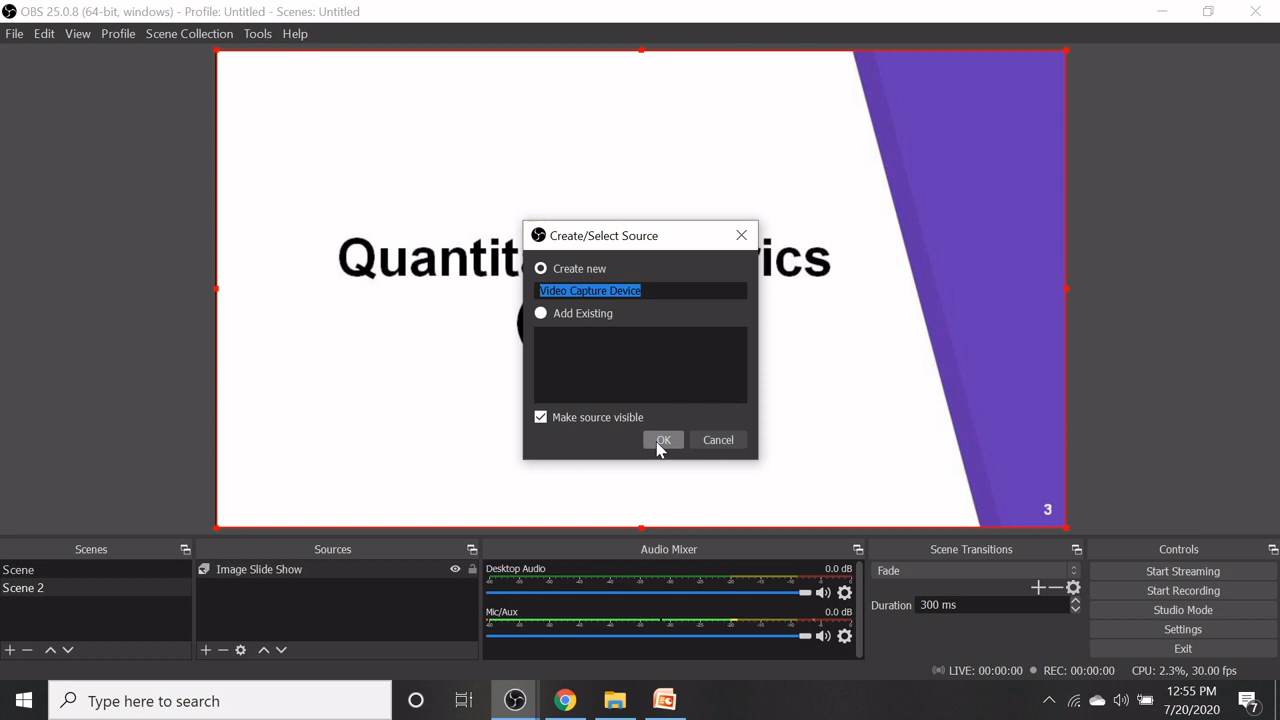 OBS 25.0.8 (64-bit, windows) - Profile: Untitled - Scenes: Untitled
File Edit View Profile Scene Collection Tools Help
Quantit
rics
3
Create/Select Source
Create new
Video Capture Device
Add Existing
Make source visible
OK Cancel
Scenes
Scene
Scene 2
Sources
Image Slide Show
Audio Mixer
Desktop Audio 0.0 dB
Mic/Aux 0.0 dB
Scene Transitions
Fade
Duration 300 ms
Controls
Start Streaming
Start Recording
Studio Mode
Settings
Exit
LIVE: 00:00:00 REC: 00:00:00 CPU: 2.3%, 30.00 fps
Type here to search
12:55 PM
7/20/2020
7